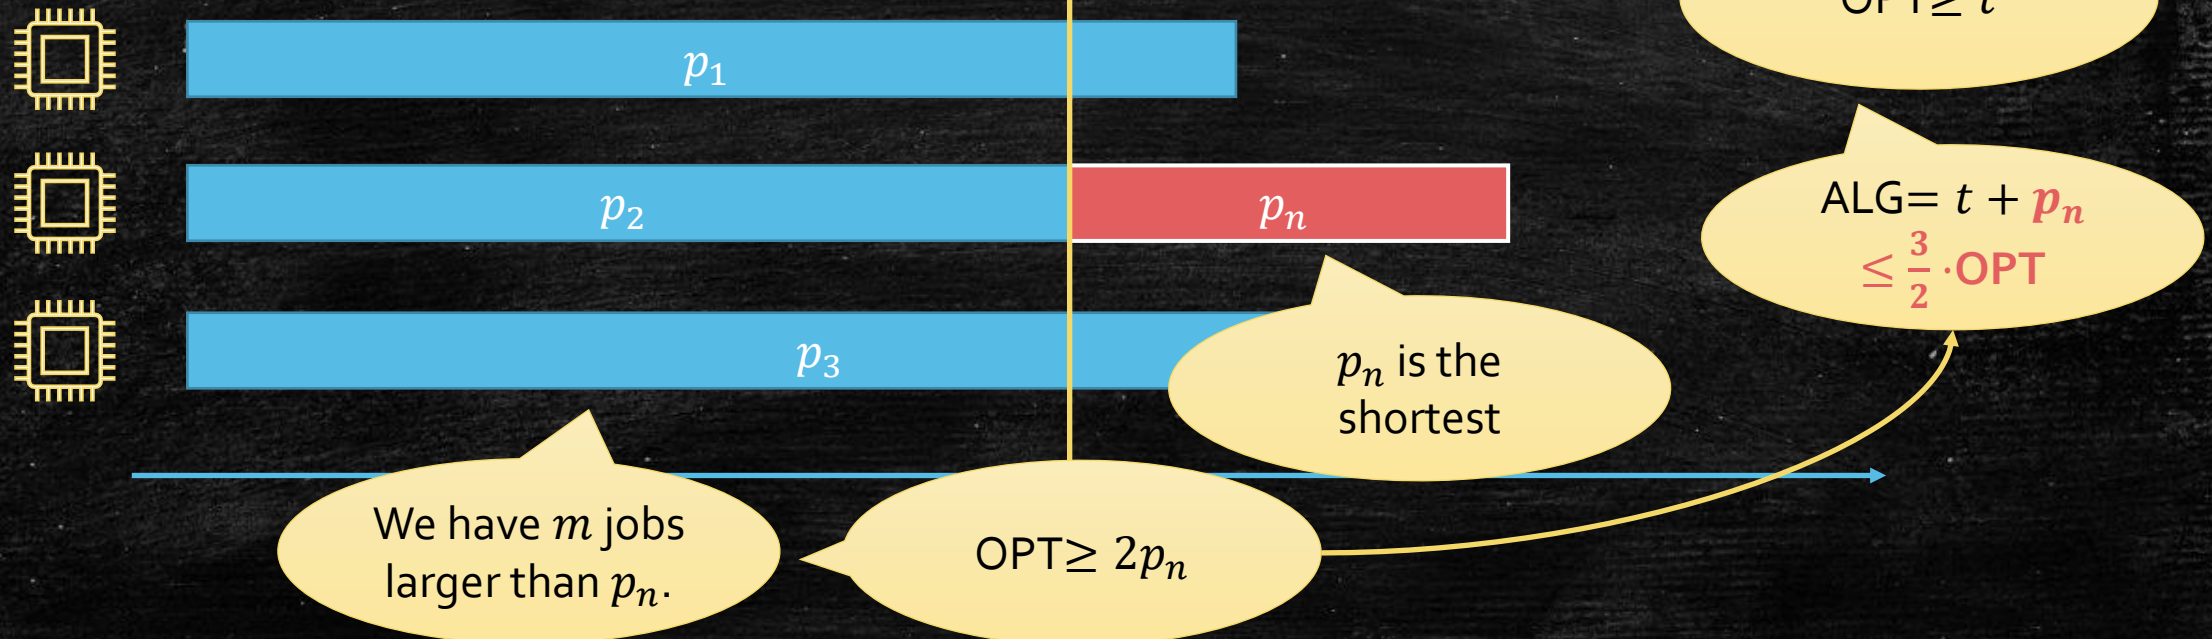 OPT≥ t
p₁
p₂
pₙ
ALG= t + pₙ
≤ 3/2 ·OPT
p₃
pₙ is the
shortest
We have m jobs
larger than pₙ.
OPT≥ 2pₙ